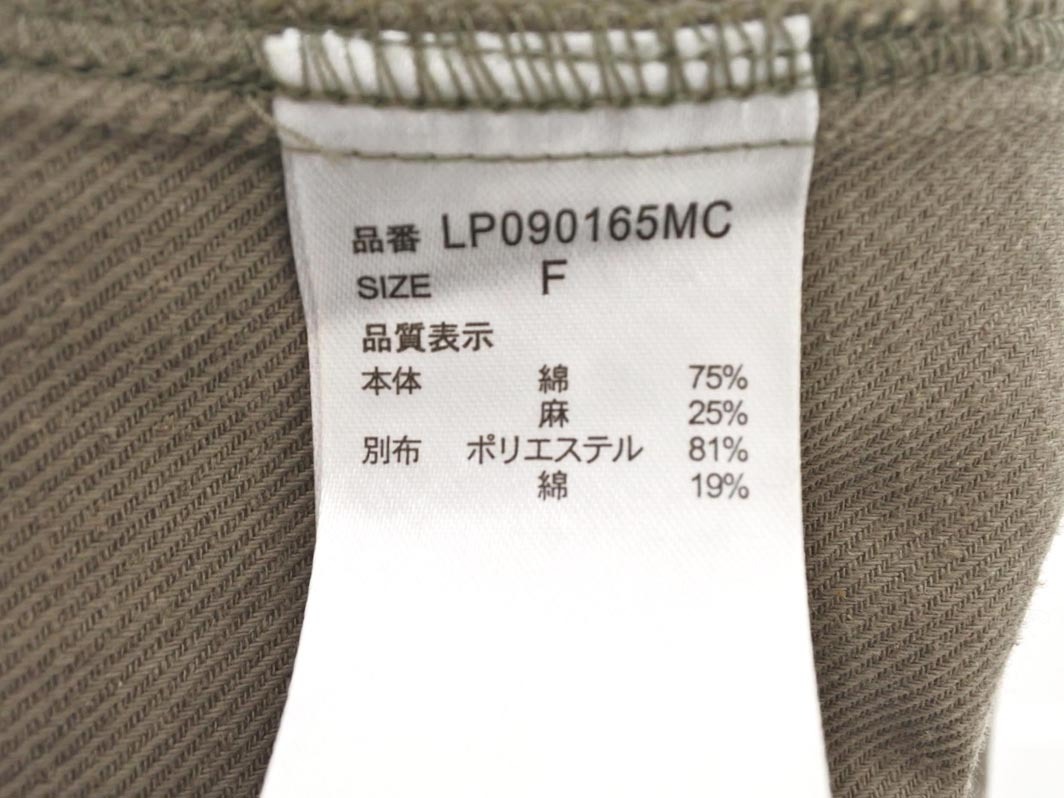 品番 LP090165MC
SIZE F
品質表示
本体 綿 75%
麻 25%
別布 ポリエステル 81%
綿 19%